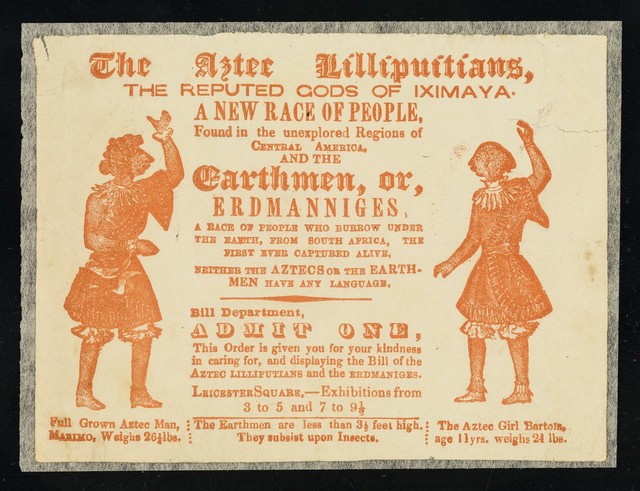 The Aztec Lillipuitians,
THE REPUTED GODS OF IXIMAYA.
A NEW RACE OF PEOPLE,
Found in the unexplored Regions of
CENTRAL AMERICA,
AND THE
Earthmen, or,
ERDMANNIGES,
A RACE OF PEOPLE WHO BURROW UNDER
THE EARTH, FROM SOUTH AFRICA, THE
FIRST EVER CAPTURED ALIVE,
NEITHER THE AZTECS OR THE EARTH-
MEN HAVE ANY LANGUAGE,
Bill Department,
ADMIT ONE,
This Order is given you for your kindness
in caring for, and displaying the Bill of the
AZTEC LILLIPUTIANS and the ERDMANIGES.
LEICESTER SQUARE,—Exhibitions from
3 to 5 and 7 to 9½
Full Grown Aztec Man,
MAXIMO, Weighs 26½lbs.
The Earthmen are less than 3½ feet high.
They subsist upon Insects.
The Aztec Girl Bartola,
age 11yrs. weighs 24 lbs.